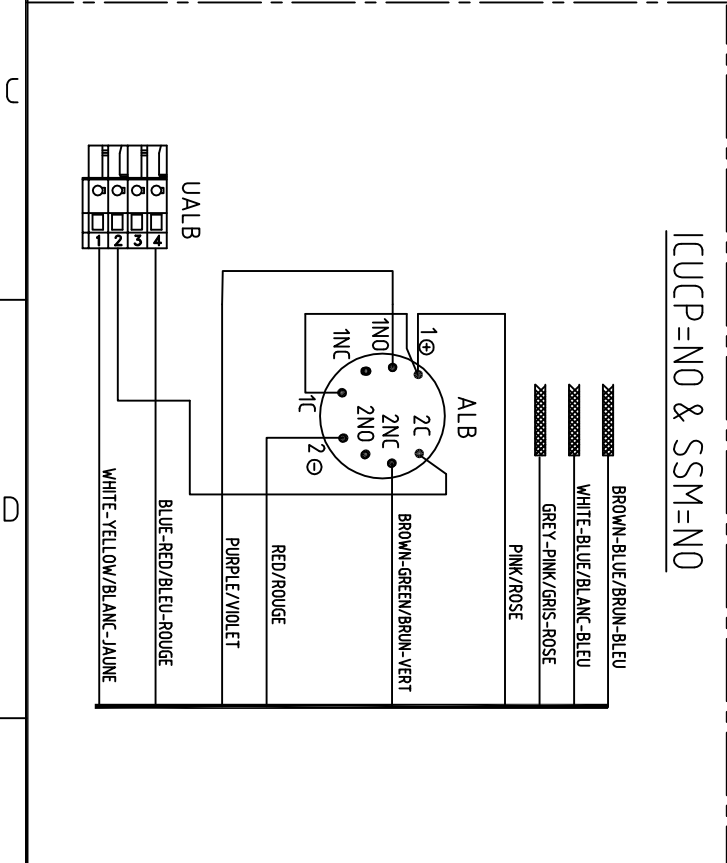 C
D
ICUCP=NO & SSM=NO
UALB
1 2 3 4
ALB
1 ⊕
1NO
1NC
1C
2C
2NC
2NO
2 ⊖
BROWN-BLUE/BRUN-BLEU
WHITE-BLUE/BLANC-BLEU
GREY-PINK/GRIS-ROSE
PINK/ROSE
BROWN-GREEN/BRUN-VERT
RED/ROUGE
PURPLE/VIOLET
BLUE-RED/BLEU-ROUGE
WHITE-YELLOW/BLANC-JAUNE